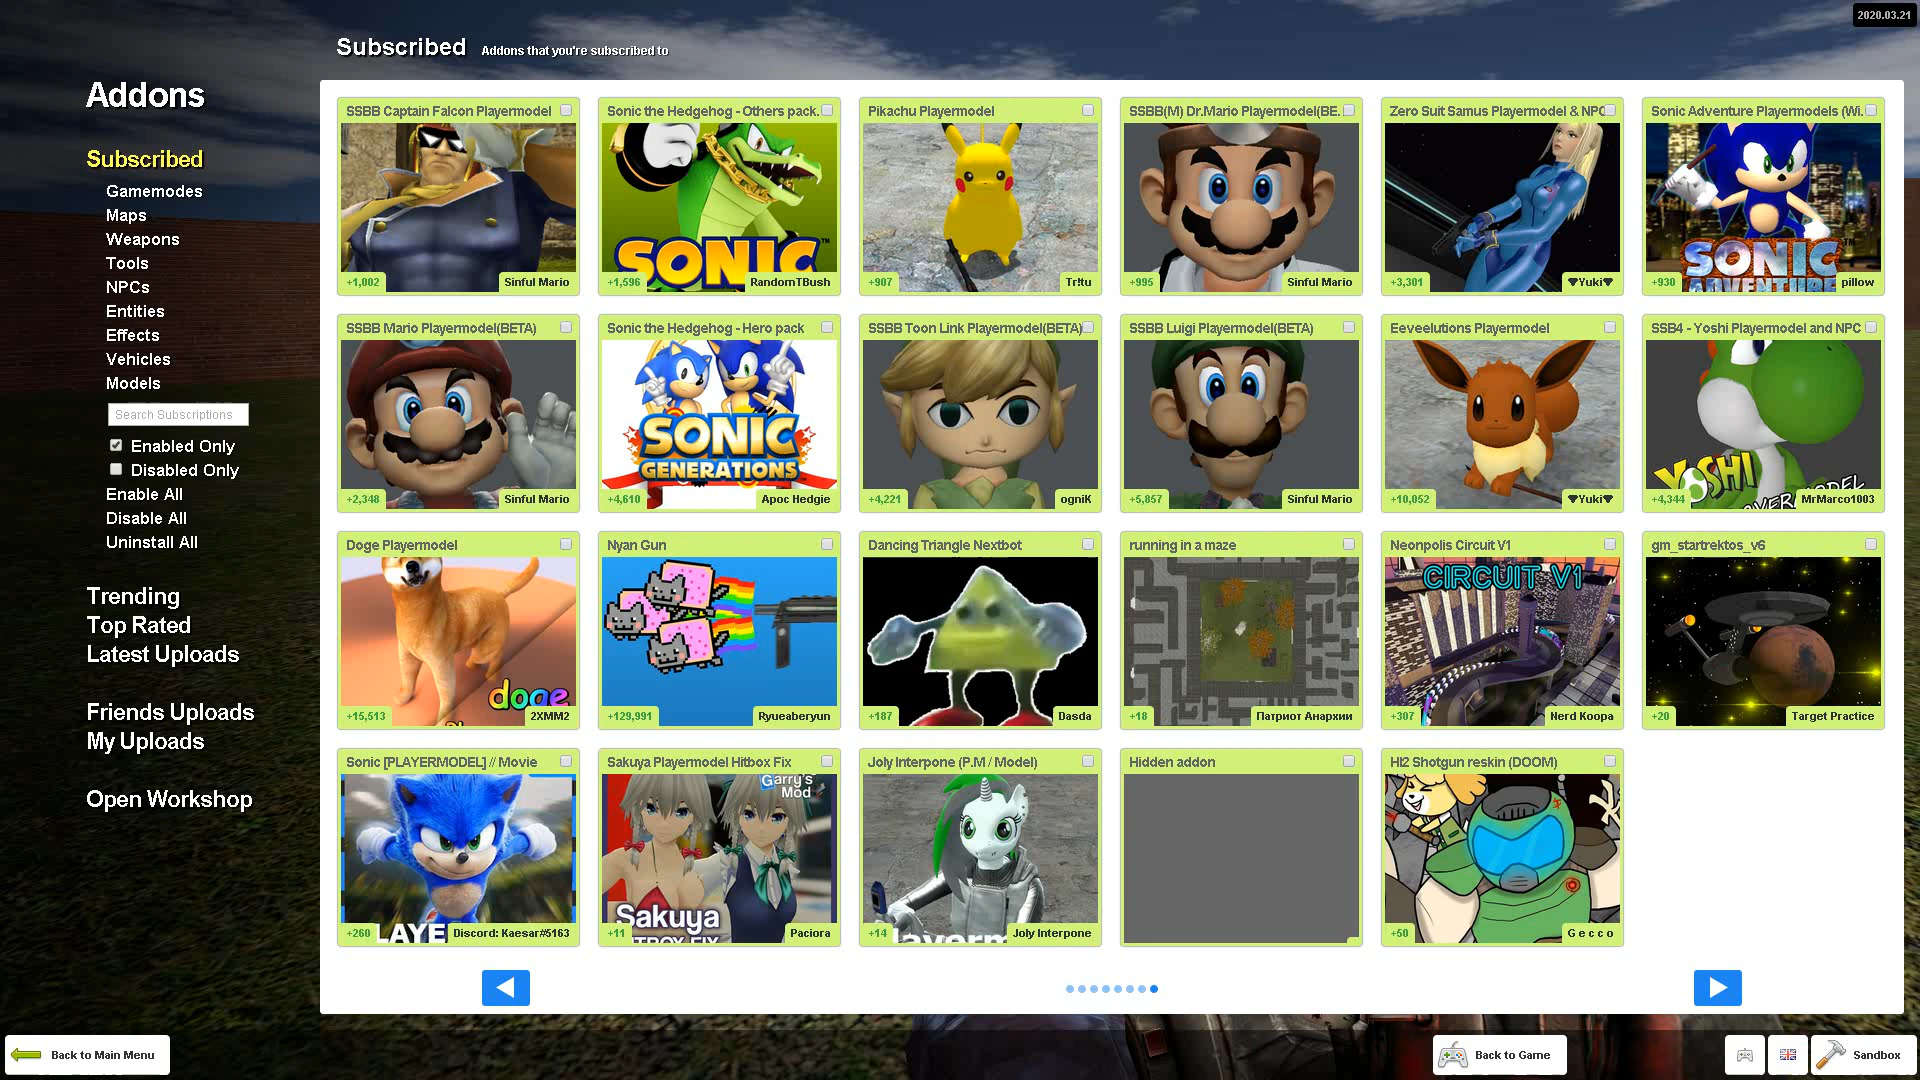 2020.03.21
Subscribed Addons that you're subscribed to
Addons
Subscribed
Gamemodes
Maps
Weapons
Tools
NPCs
Entities
Effects
Vehicles
Models
Search Subscriptions
Enabled Only
Disabled Only
Enable All
Disable All
Uninstall All
Trending
Top Rated
Latest Uploads
Friends Uploads
My Uploads
Open Workshop
SSBB Captain Falcon Playermodel
+1,002
Sinful Mario
Sonic the Hedgehog - Others pack.
SONIC
+1,596
RandomTBush
Pikachu Playermodel
+907
Tr!tu
SSBB(M) Dr.Mario Playermodel(BE.
+995
Sinful Mario
Zero Suit Samus Playermodel & NPC
+3,301
♥Yuki♥
Sonic Adventure Playermodels (Wi.
SONIC
ADVENTURE
+930
pillow
SSBB Mario Playermodel(BETA)
+2,348
Sinful Mario
Sonic the Hedgehog - Hero pack
SONIC
GENERATIONS
+4,610
Apoc Hedgie
SSBB Toon Link Playermodel(BETA)
+4,221
ogniK
SSBB Luigi Playermodel(BETA)
+5,857
Sinful Mario
Eeveelutions Playermodel
+10,052
♥Yuki♥
SSB4 - Yoshi Playermodel and NPC
YOSHI
+4,344
MrMarco1003
Doge Playermodel
doge
+15,513
2XMM2
Nyan Gun
+129,991
Ryueaberyun
Dancing Triangle Nextbot
+187
Dasda
running in a maze
+18
Патриот Анархии
Neonpolis Circuit V1
CIRCUIT V1
+307
Nerd Koopa
gm_startrektos_v6
+20
Target Practice
Sonic [PLAYERMODEL] // Movie
LAYE
+260
Discord: Kaesar#5163
Sakuya Playermodel Hitbox Fix
Garry's
Mod
Sakuya
+11
Paciora
Joly Interpone (P.M / Model)
+14
Joly Interpone
Hidden addon
Hl2 Shotgun reskin (DOOM)
+50
G e c c o
Back to Main Menu
Back to Game
Sandbox